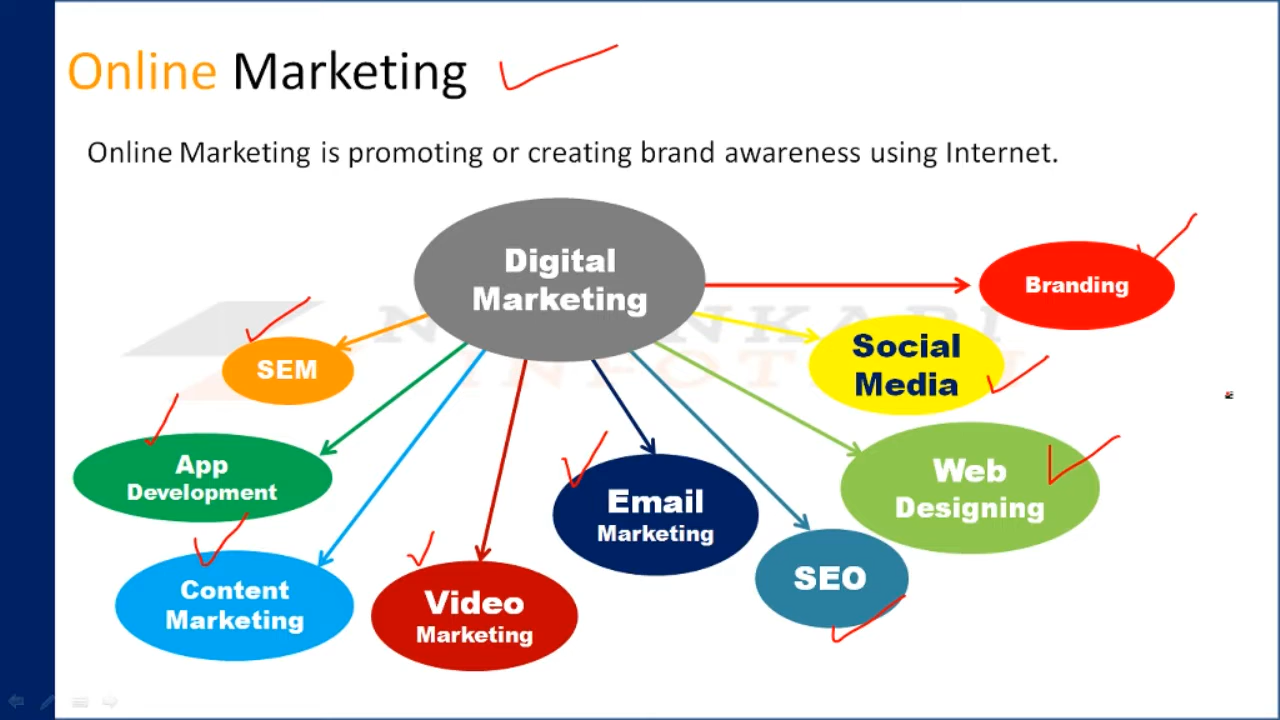 Online Marketing
Online Marketing is promoting or creating brand awareness using Internet.
Digital
Marketing
Branding
Social
Media
SEM
Web
Designing
App
Development
Email
Marketing
SEO
Content
Marketing
Video
Marketing